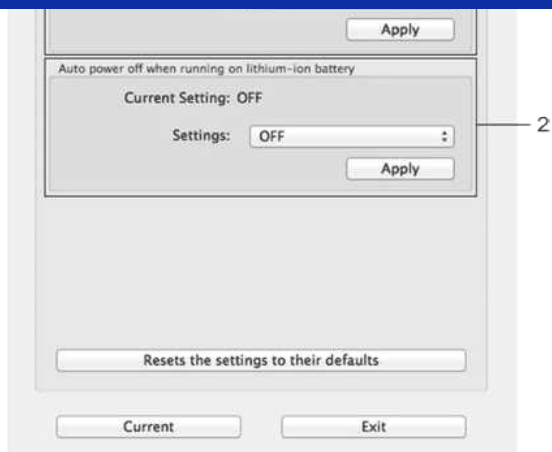 Apply
Auto power off when running on lithium-ion battery
Current Setting: OFF
Settings: OFF
2
Apply
Resets the settings to their defaults
Current Exit